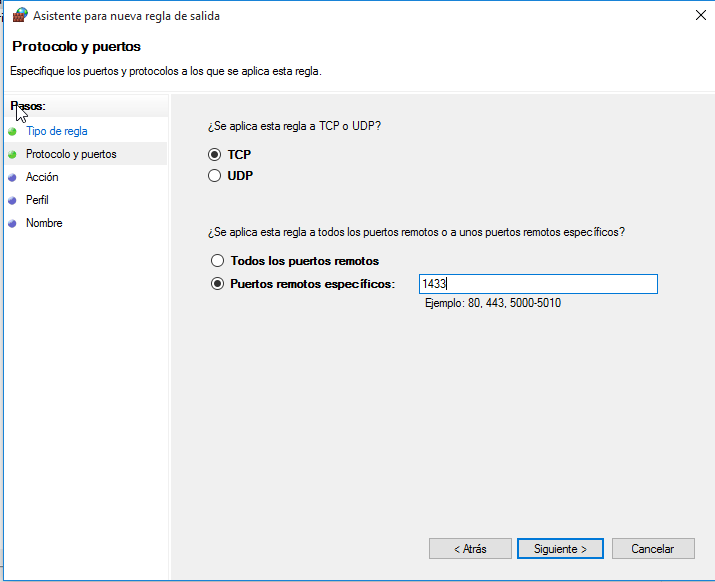 Asistente para nueva regla de salida
Protocolo y puertos
Especifique los puertos y protocolos a los que se aplica esta regla.
Pasos:
Tipo de regla
Protocolo y puertos
Acción
Perfil
Nombre
¿Se aplica esta regla a TCP o UDP?
TCP
UDP
¿Se aplica esta regla a todos los puertos remotos o a unos puertos remotos específicos?
Todos los puertos remotos
Puertos remotos específicos: 1433
Ejemplo: 80, 443, 5000-5010
< Atrás Siguiente > Cancelar